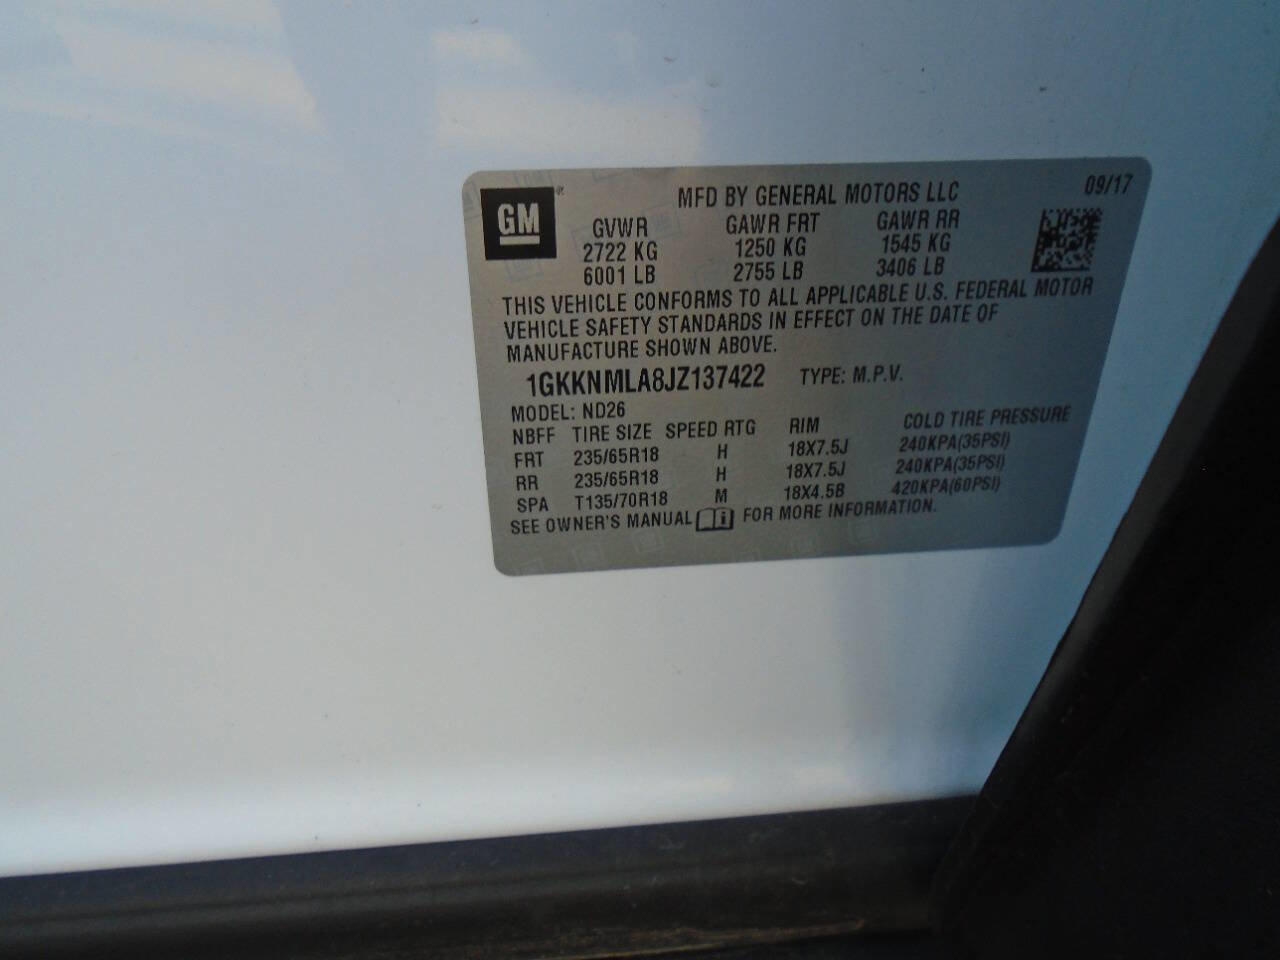 GM ®
MFD BY GENERAL MOTORS LLC 09/17
GVWR GAWR FRT GAWR RR
2722 KG 1250 KG 1545 KG
6001 LB 2755 LB 3406 LB
THIS VEHICLE CONFORMS TO ALL APPLICABLE U.S. FEDERAL MOTOR
VEHICLE SAFETY STANDARDS IN EFFECT ON THE DATE OF
MANUFACTURE SHOWN ABOVE.
1GKKNMLA8JZ137422 TYPE: M.P.V.
MODEL: ND26
NBFF TIRE SIZE SPEED RTG RIM COLD TIRE PRESSURE
FRT 235/65R18 H 18X7.5J 240KPA(35PSI)
RR 235/65R18 H 18X7.5J 240KPA(35PSI)
SPA T135/70R18 M 18X4.5B 420KPA(60PSI)
SEE OWNER'S MANUAL i FOR MORE INFORMATION.